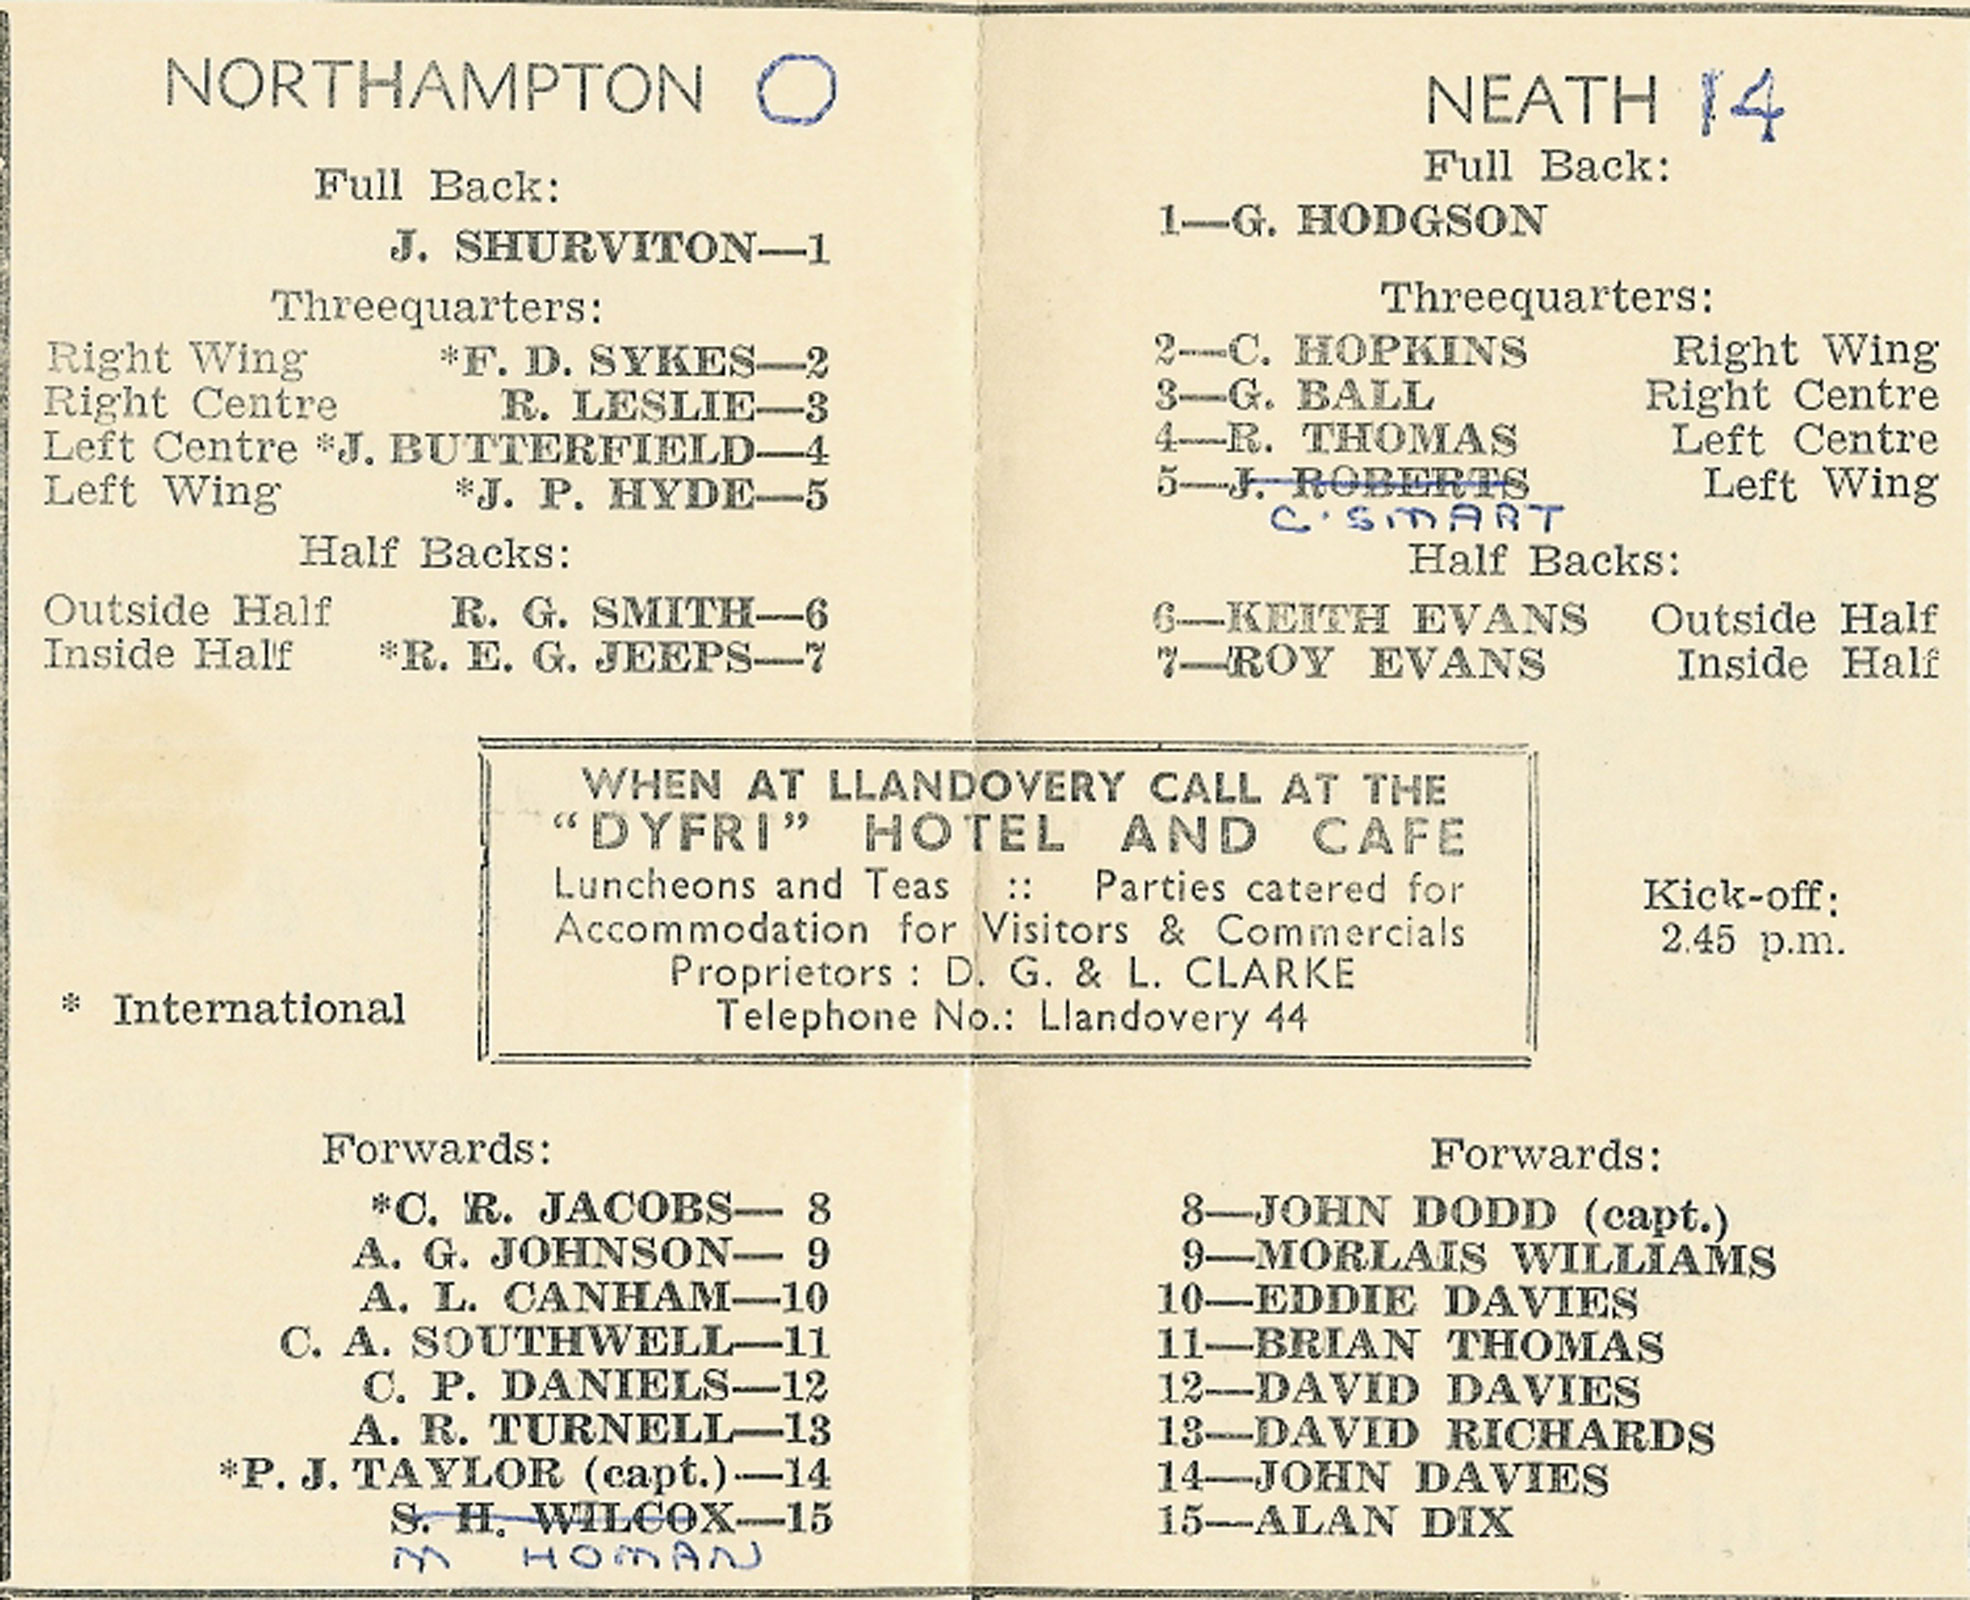 NORTHAMPTON 0
Full Back:
J. SHURVITON—1
Threequarters:
Right Wing *F. D. SYKES—2
Right Centre R. LESLIE—3
Left Centre *J. BUTTERFIELD—4
Left Wing *J. P. HYDE—5
Half Backs:
Outside Half R. G. SMITH—6
Inside Half *R. E. G. JEEPS—7
NEATH 14
Full Back:
1—G. HODGSON
Threequarters:
2—C. HOPKINS Right Wing
3—G. BALL Right Centre
4—R. THOMAS Left Centre
5—J. ROBERTS Left Wing
C. SMART
Half Backs:
6—KEITH EVANS Outside Half
7—ROY EVANS Inside Half
WHEN AT LLANDOVERY CALL AT THE
“DYFRI” HOTEL AND CAFE
Luncheons and Teas :: Parties catered for
Accommodation for Visitors & Commercials
Proprietors : D. G. & L. CLARKE
Telephone No.: Llandovery 44
Kick-off:
2.45 p.m.
* International
Forwards:
*C. R. JACOBS— 8
A. G. JOHNSON— 9
A. L. CANHAM—10
C. A. SOUTHWELL—11
C. P. DANIELS—12
A. R. TURNELL—13
*P. J. TAYLOR (capt.)—14
S. H. WILCOX—15
M HOMAN
Forwards:
8—JOHN DODD (capt.)
9—MORLAIS WILLIAMS
10—EDDIE DAVIES
11—BRIAN THOMAS
12—DAVID DAVIES
13—DAVID RICHARDS
14—JOHN DAVIES
15—ALAN DIX